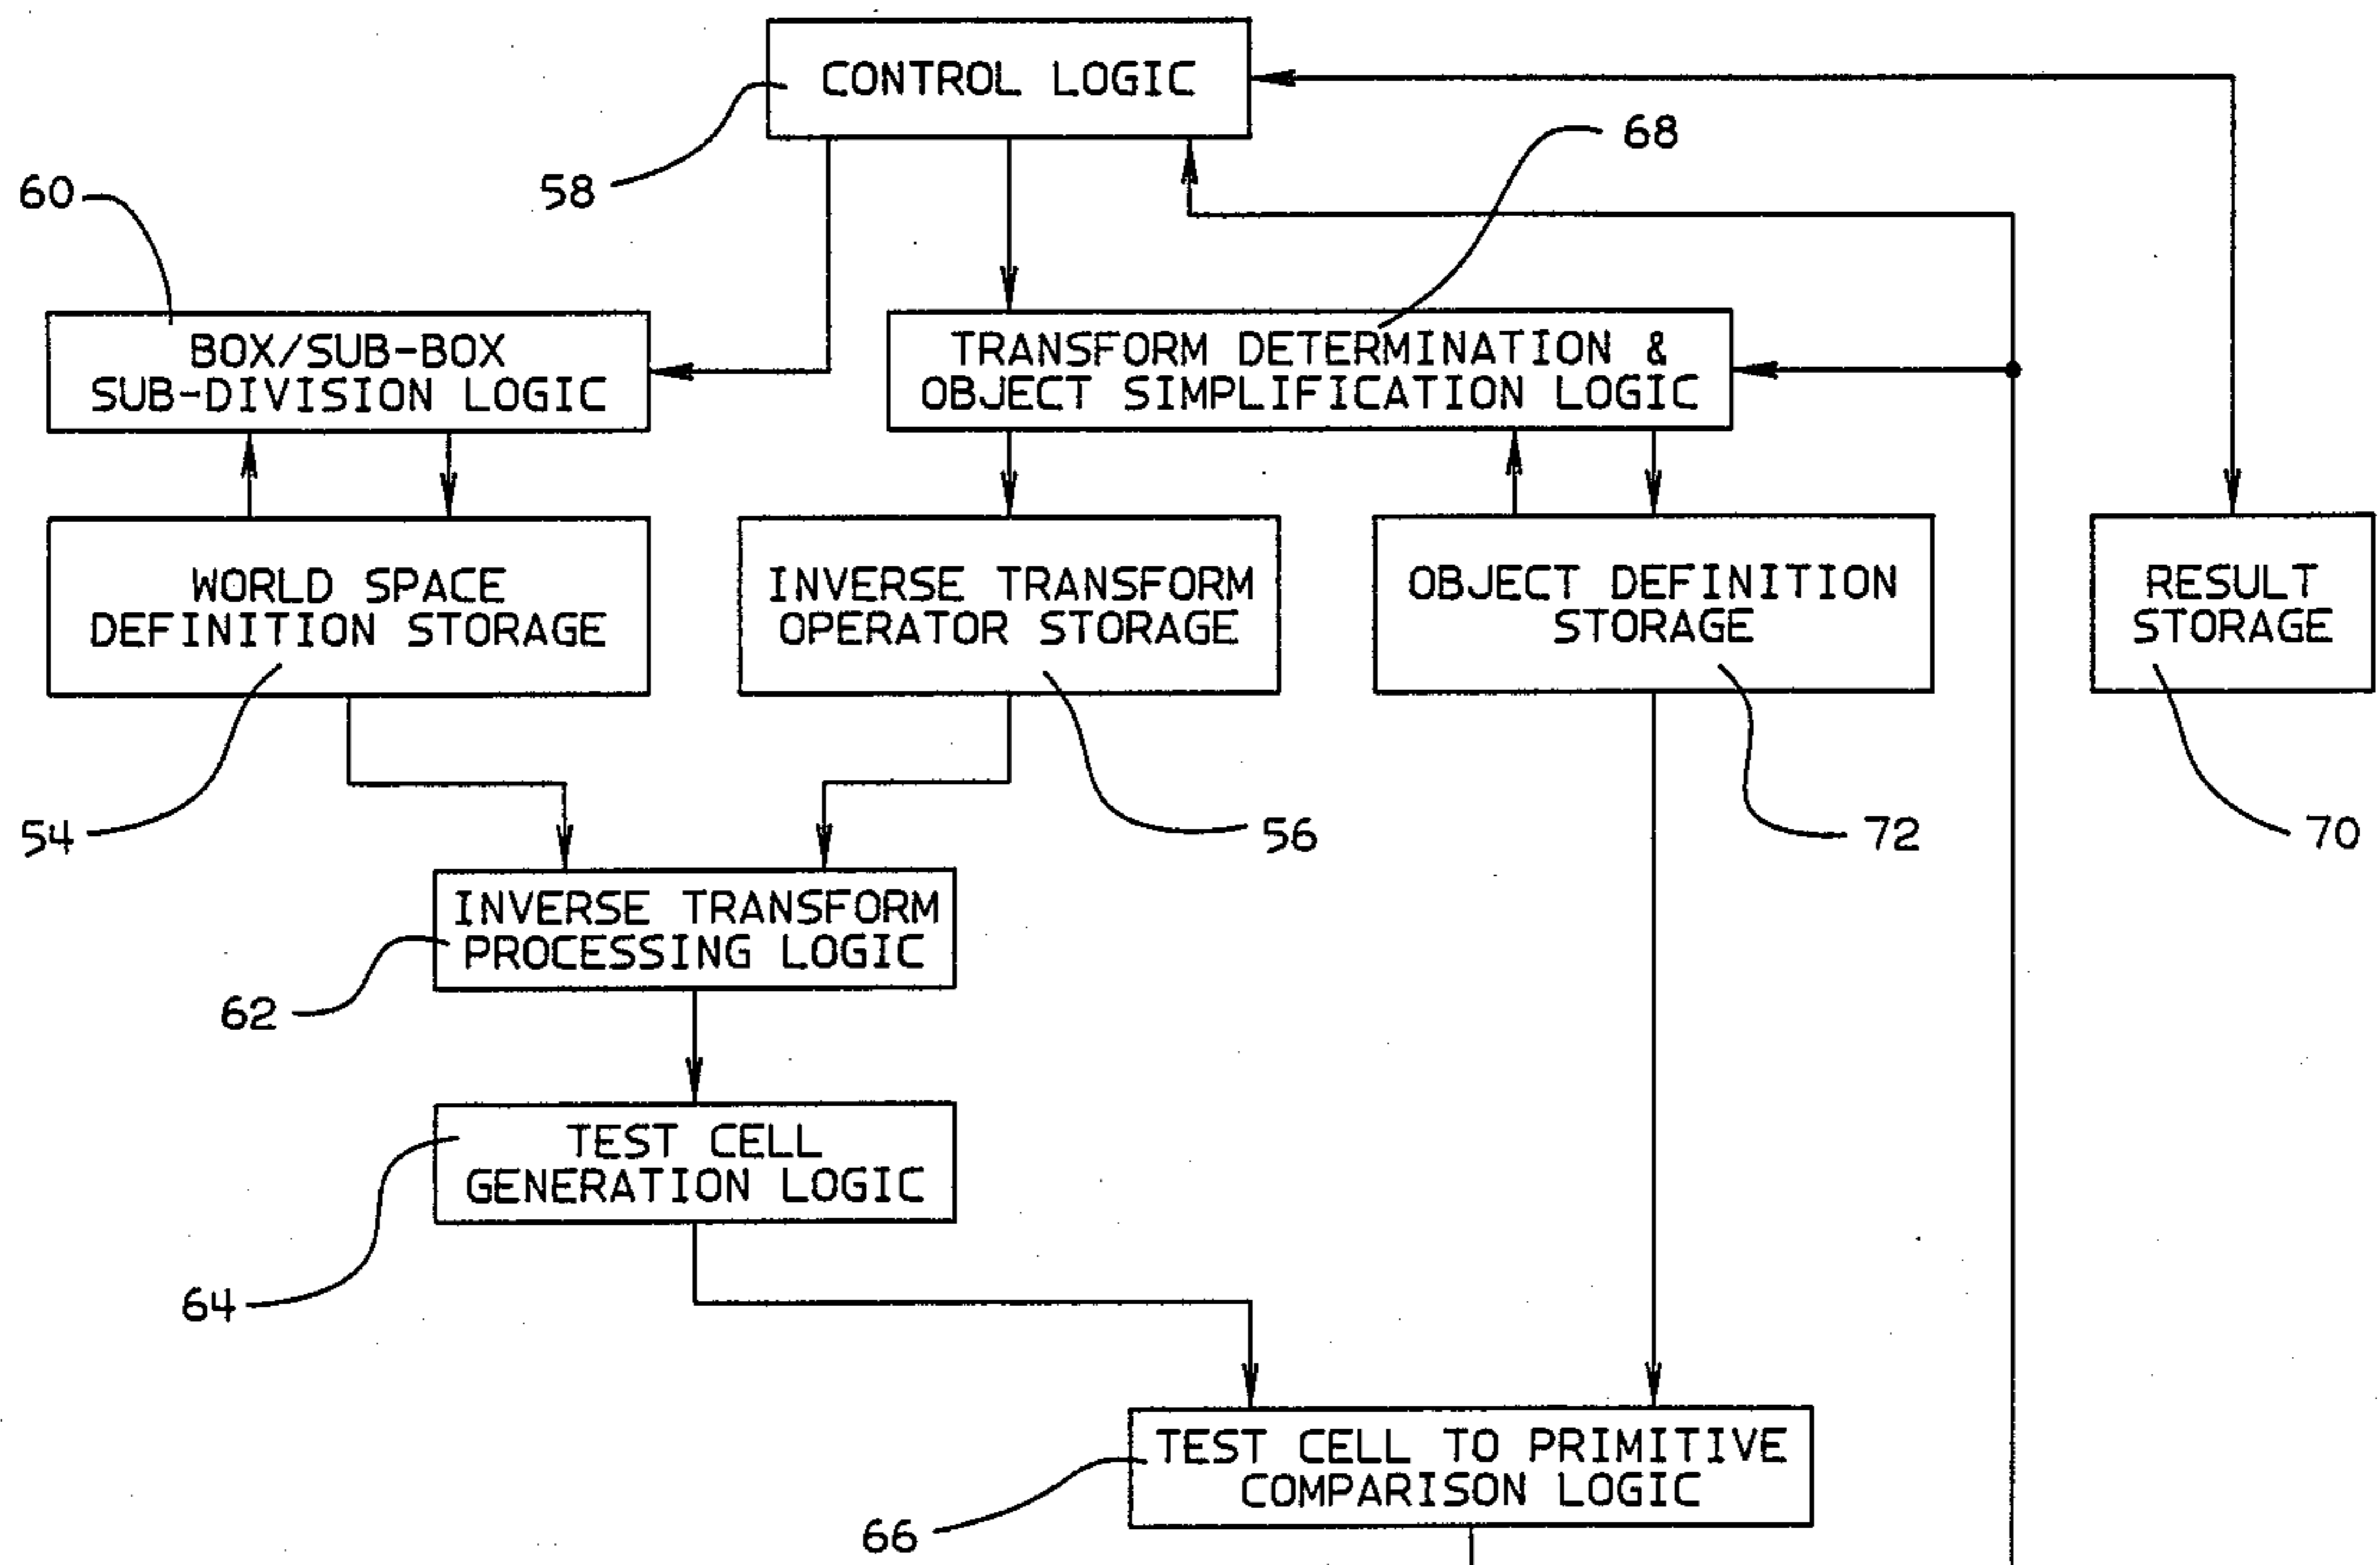 CONTROL LOGIC
58
68
60
BOX/SUB-BOX
SUB-DIVISION LOGIC
TRANSFORM DETERMINATION &
OBJECT SIMPLIFICATION LOGIC
WORLD SPACE
DEFINITION STORAGE
INVERSE TRANSFORM
OPERATOR STORAGE
OBJECT DEFINITION
STORAGE
RESULT
STORAGE
54
56
72
70
INVERSE TRANSFORM
PROCESSING LOGIC
62
TEST CELL
GENERATION LOGIC
64
TEST CELL TO PRIMITIVE
COMPARISON LOGIC
66